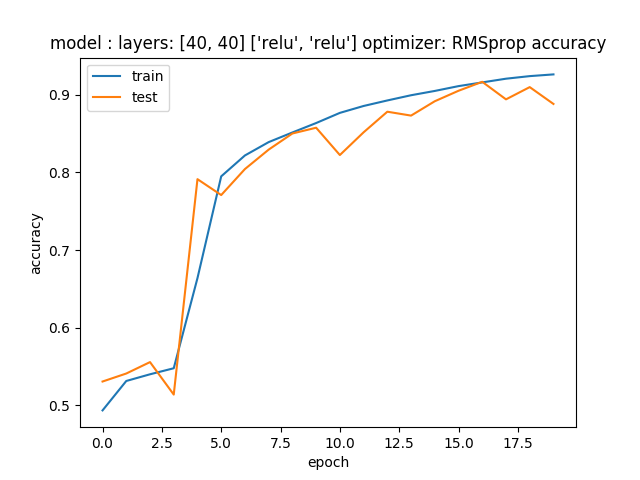 model : layers: [40, 40] ['relu', 'relu'] optimizer: RMSprop accuracy
train
test
accuracy
0.9
0.8
0.7
0.6
0.5
0.0 2.5 5.0 7.5 10.0 12.5 15.0 17.5
epoch